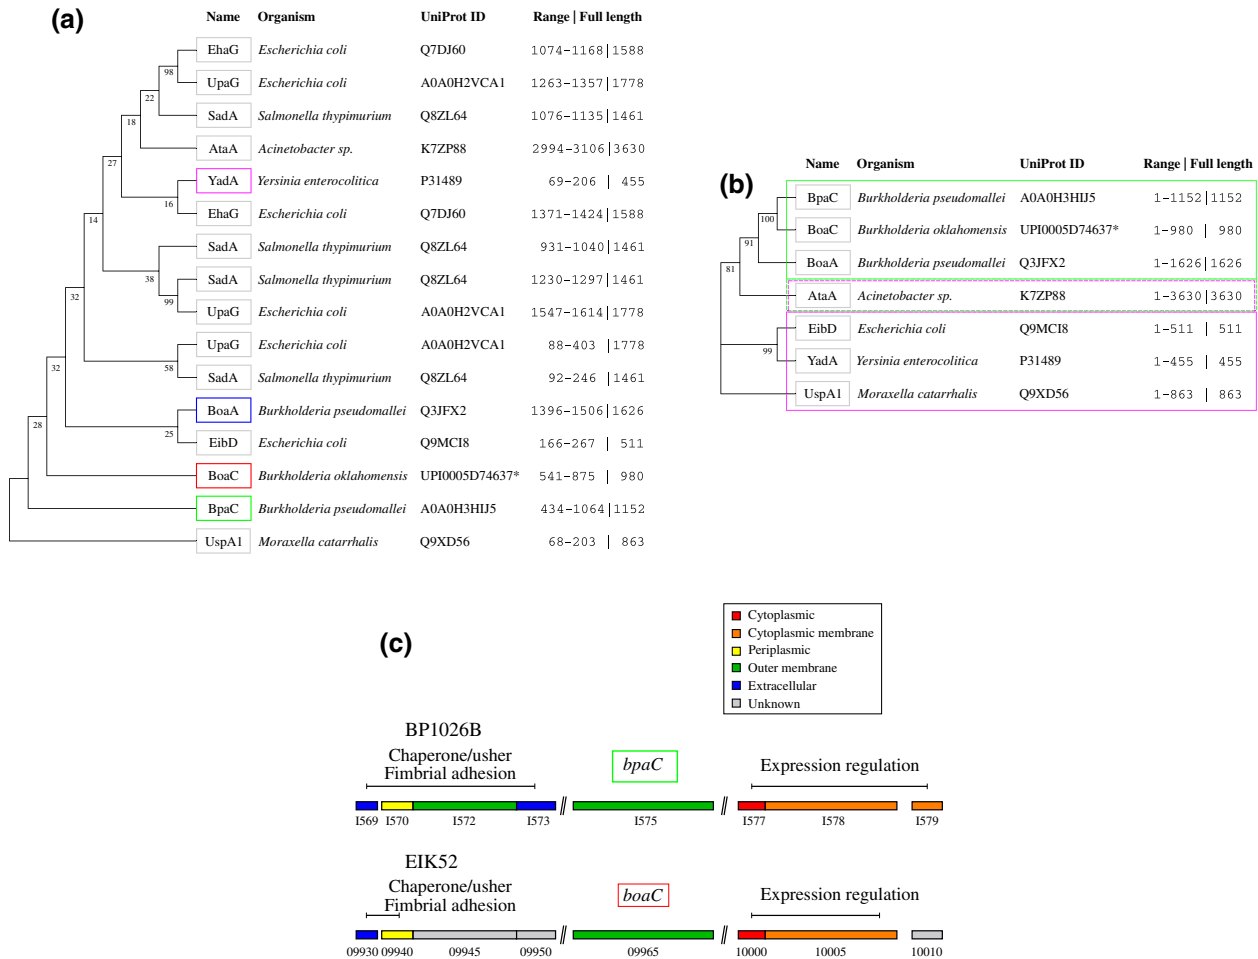 (a)
Name Organism UniProt ID Range | Full length
EhaG Escherichia coli Q7DJ60 1074-1168|1588
98
UpaG Escherichia coli A0A0H2VCA1 1263-1357|1778
22
SadA Salmonella thypimurium Q8ZL64 1076-1135|1461
18
AtaA Acinetobacter sp. K7ZP88 2994-3106|3630
27
YadA Yersinia enterocolitica P31489 69-206 | 455
16
EhaG Escherichia coli Q7DJ60 1371-1424|1588
14
SadA Salmonella thypimurium Q8ZL64 931-1040|1461
38
SadA Salmonella thypimurium Q8ZL64 1230-1297|1461
32
99
UpaG Escherichia coli A0A0H2VCA1 1547-1614|1778
UpaG Escherichia coli A0A0H2VCA1 88-403 |1778
32
58
SadA Salmonella thypimurium Q8ZL64 92-246 |1461
BoaA Burkholderia pseudomallei Q3JFX2 1396-1506|1626
28
25
EibD Escherichia coli Q9MCI8 166-267 | 511
BoaC Burkholderia oklahomensis UPI0005D74637* 541-875 | 980
BpaC Burkholderia pseudomallei A0A0H3HIJ5 434-1064|1152
UspA1 Moraxella catarrhalis Q9XD56 68-203 | 863
(b)
Name Organism UniProt ID Range | Full length
BpaC Burkholderia pseudomallei A0A0H3HIJ5 1-1152|1152
100
BoaC Burkholderia oklahomensis UPI0005D74637* 1-980 | 980
91
BoaA Burkholderia pseudomallei Q3JFX2 1-1626|1626
81
AtaA Acinetobacter sp. K7ZP88 1-3630|3630
EibD Escherichia coli Q9MCI8 1-511 | 511
99
YadA Yersinia enterocolitica P31489 1-455 | 455
UspA1 Moraxella catarrhalis Q9XD56 1-863 | 863
(c)
Cytoplasmic
Cytoplasmic membrane
Periplasmic
Outer membrane
Extracellular
Unknown
BP1026B
Chaperone/usher
Fimbrial adhesion
bpaC
Expression regulation
// //
I569 I570 I572 I573 I575 I577 I578 I579
EIK52
Chaperone/usher
Fimbrial adhesion
boaC
Expression regulation
// //
09930 09940 09945 09950 09965 10000 10005 10010